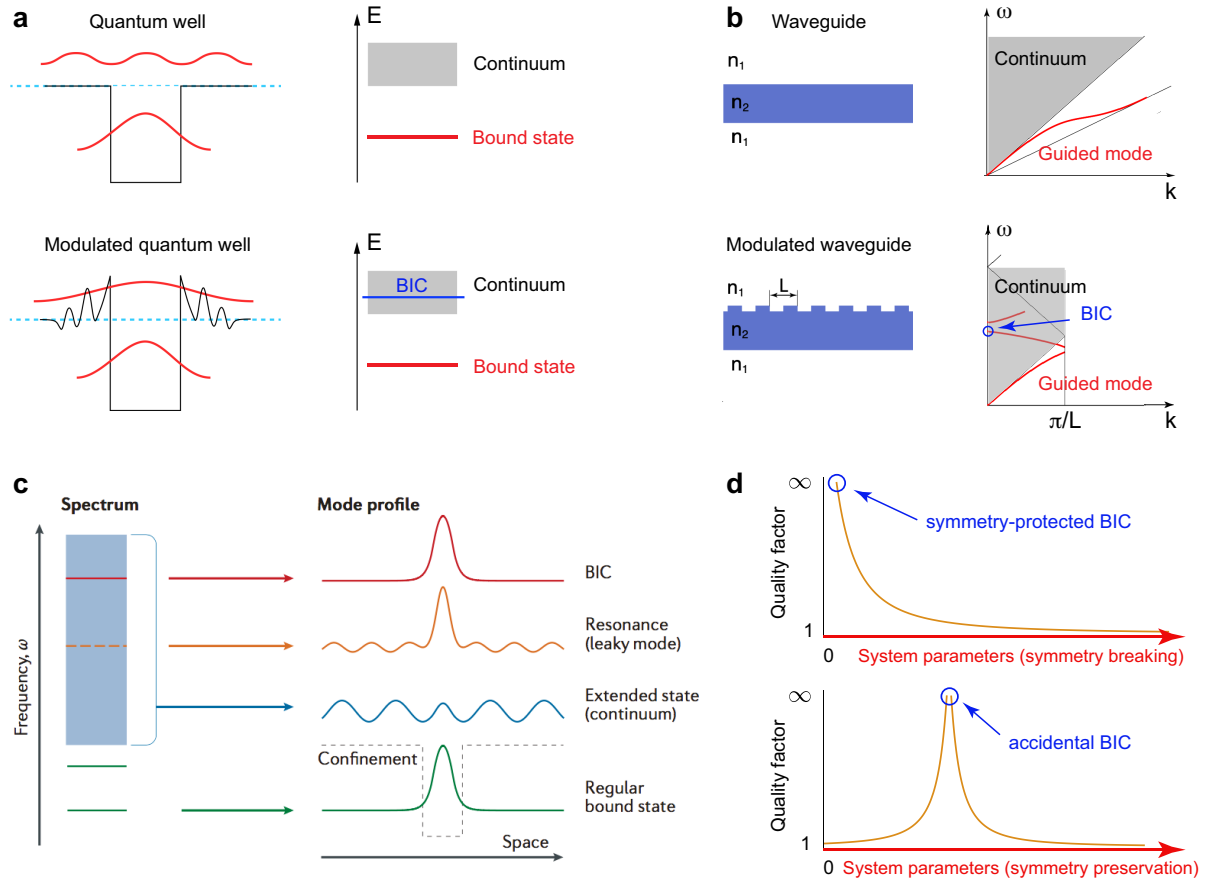 a
Quantum well
E
Continuum
Bound state
Modulated quantum well
E
BIC
Continuum
Bound state
b
Waveguide
n₁
n₂
n₁
ω
Continuum
Guided mode
k
Modulated waveguide
n₁
L
n₂
n₁
ω
Continuum
BIC
Guided mode
π/L
k
c
Spectrum
Mode profile
Frequency, ω
BIC
Resonance
(leaky mode)
Extended state
(continuum)
Confinement
Regular
bound state
Space
d
∞
symmetry-protected BIC
Quality factor
1
0
System parameters (symmetry breaking)
∞
accidental BIC
Quality factor
1
0
System parameters (symmetry preservation)